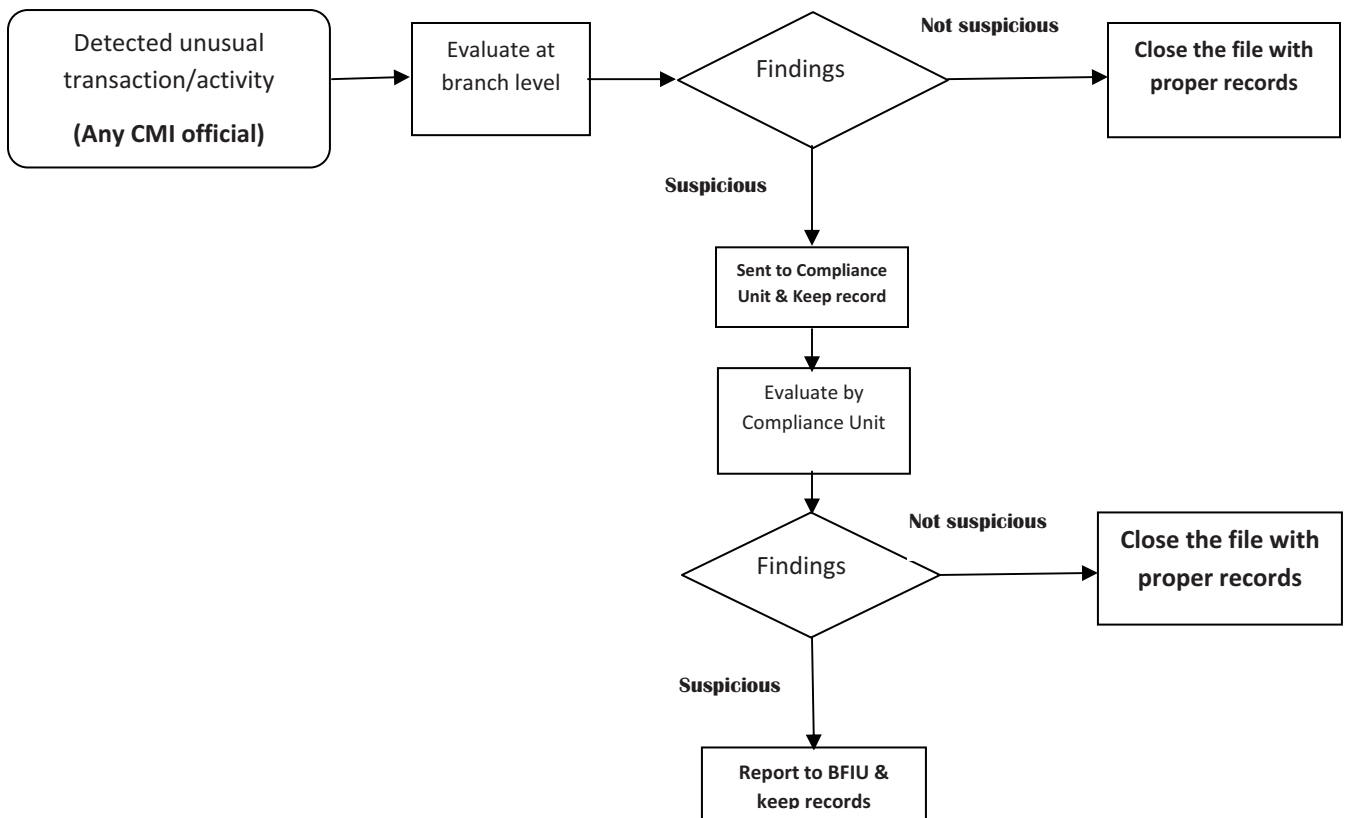 Detected unusual
transaction/activity
(Any CMI official)
Evaluate at
branch level
Findings
Not suspicious
Close the file with
proper records
Suspicious
Sent to Compliance
Unit & Keep record
Evaluate by
Compliance Unit
Findings
Not suspicious
Close the file with
proper records
Suspicious
Report to BFIU &
keep records